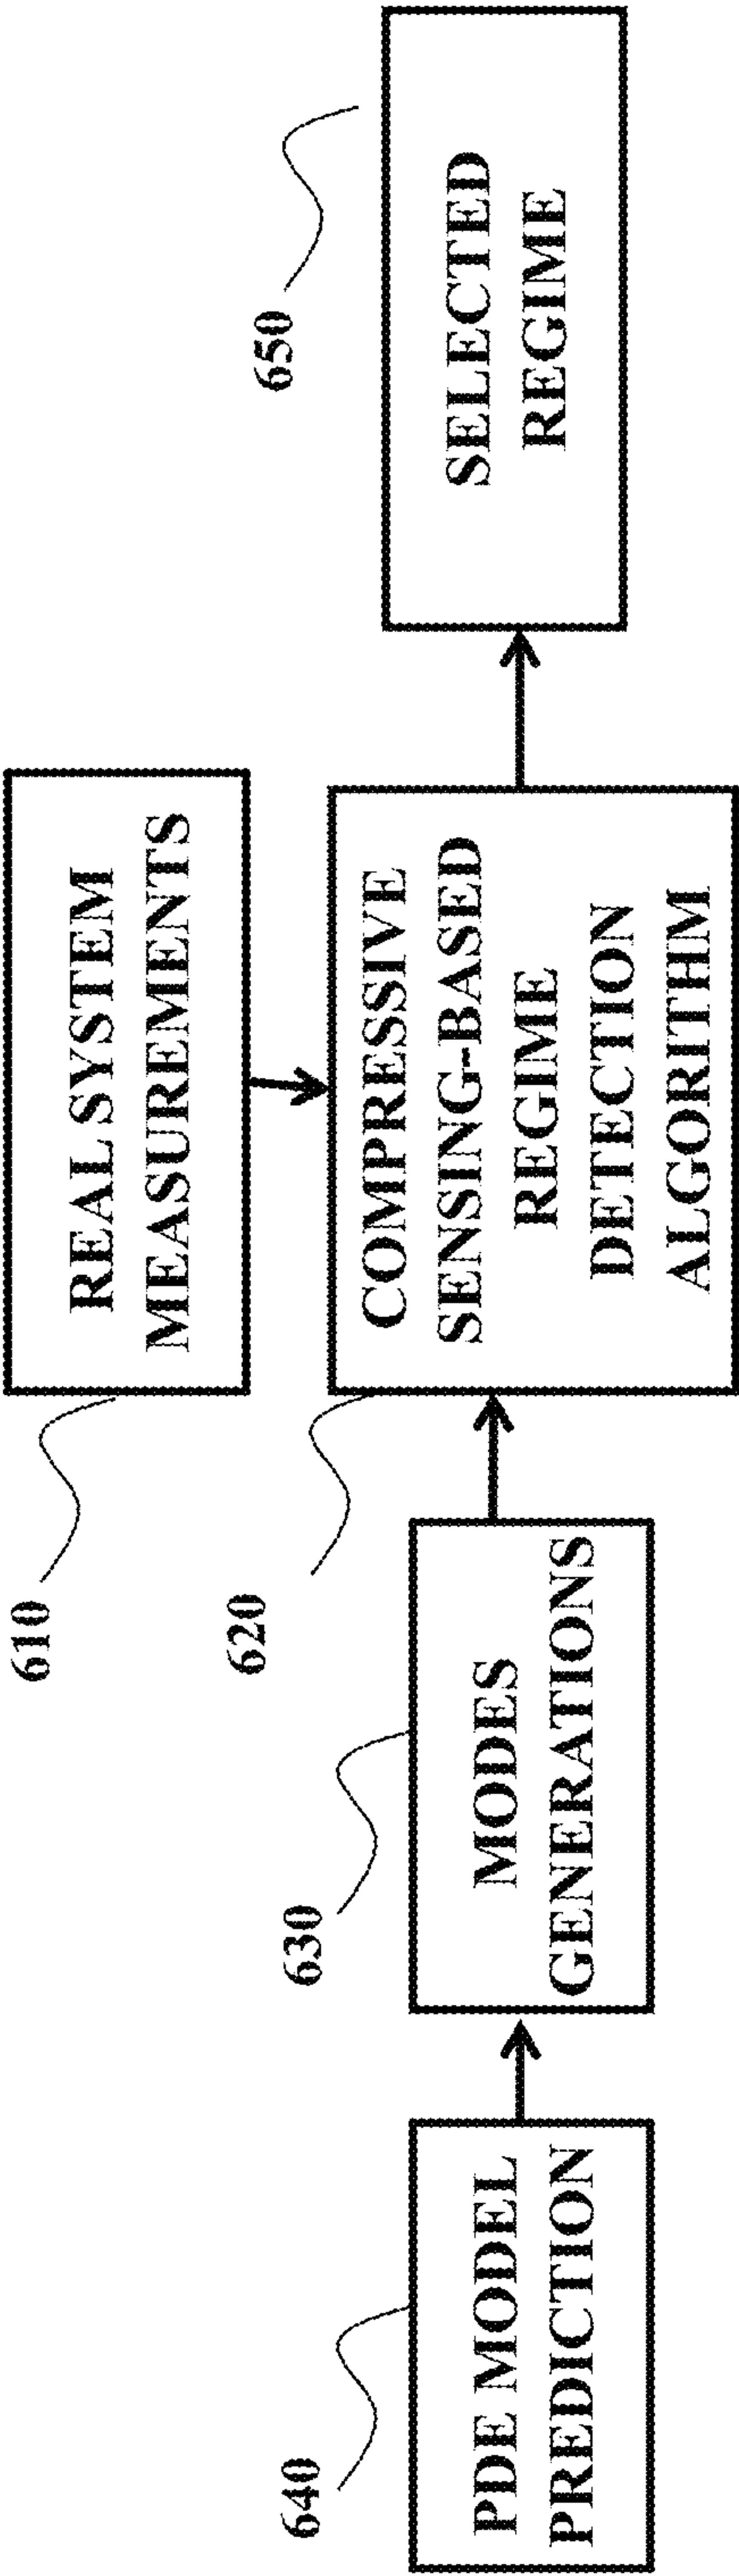 610
REAL SYSTEM
MEASUREMENTS
640
PDE MODEL
PREDICTION
630
MODES
GENERATIONS
620
COMPRESSIVE
SENSING-BASED
REGIME
DETECTION
ALGORITHM
650
SELECTED
REGIME